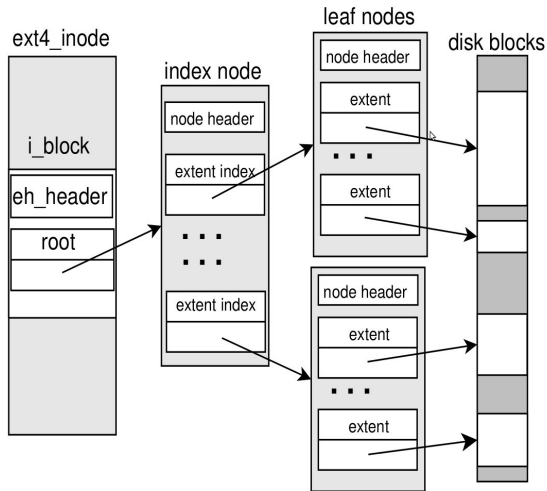 ext4_inode
i_block
eh_header
root
index node
node header
extent index
...
...
extent index
leaf nodes
node header
extent
...
extent
node header
extent
...
extent
disk blocks